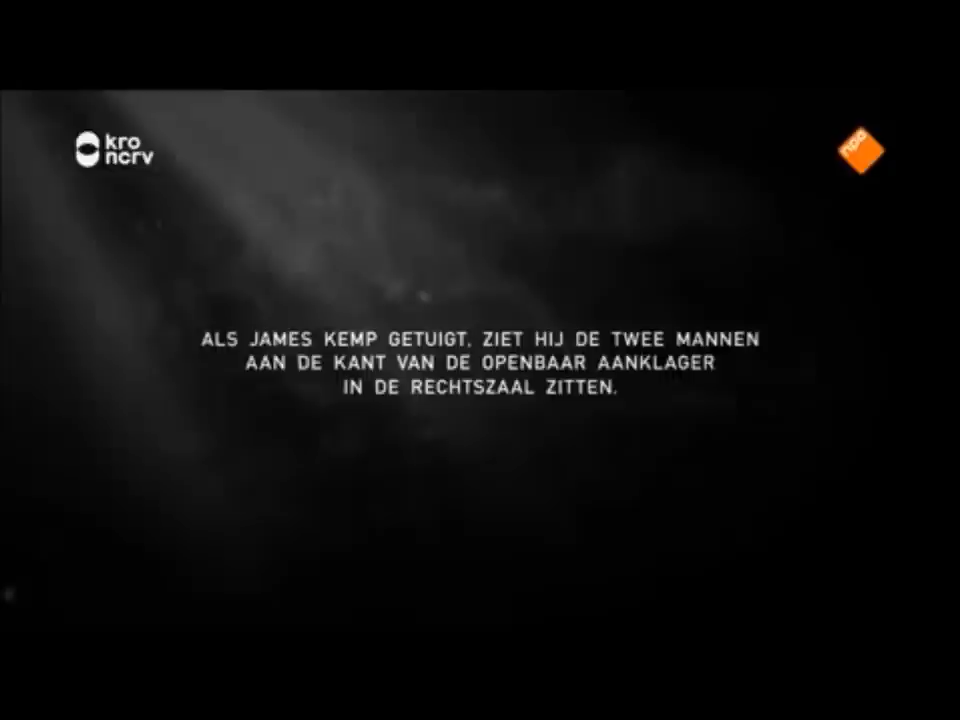 kro
ncrv
npo
ALS JAMES KEMP GETUIGT, ZIET HIJ DE TWEE MANNEN
AAN DE KANT VAN DE OPENBAAR AANKLAGER
IN DE RECHTSZAAL ZITTEN.